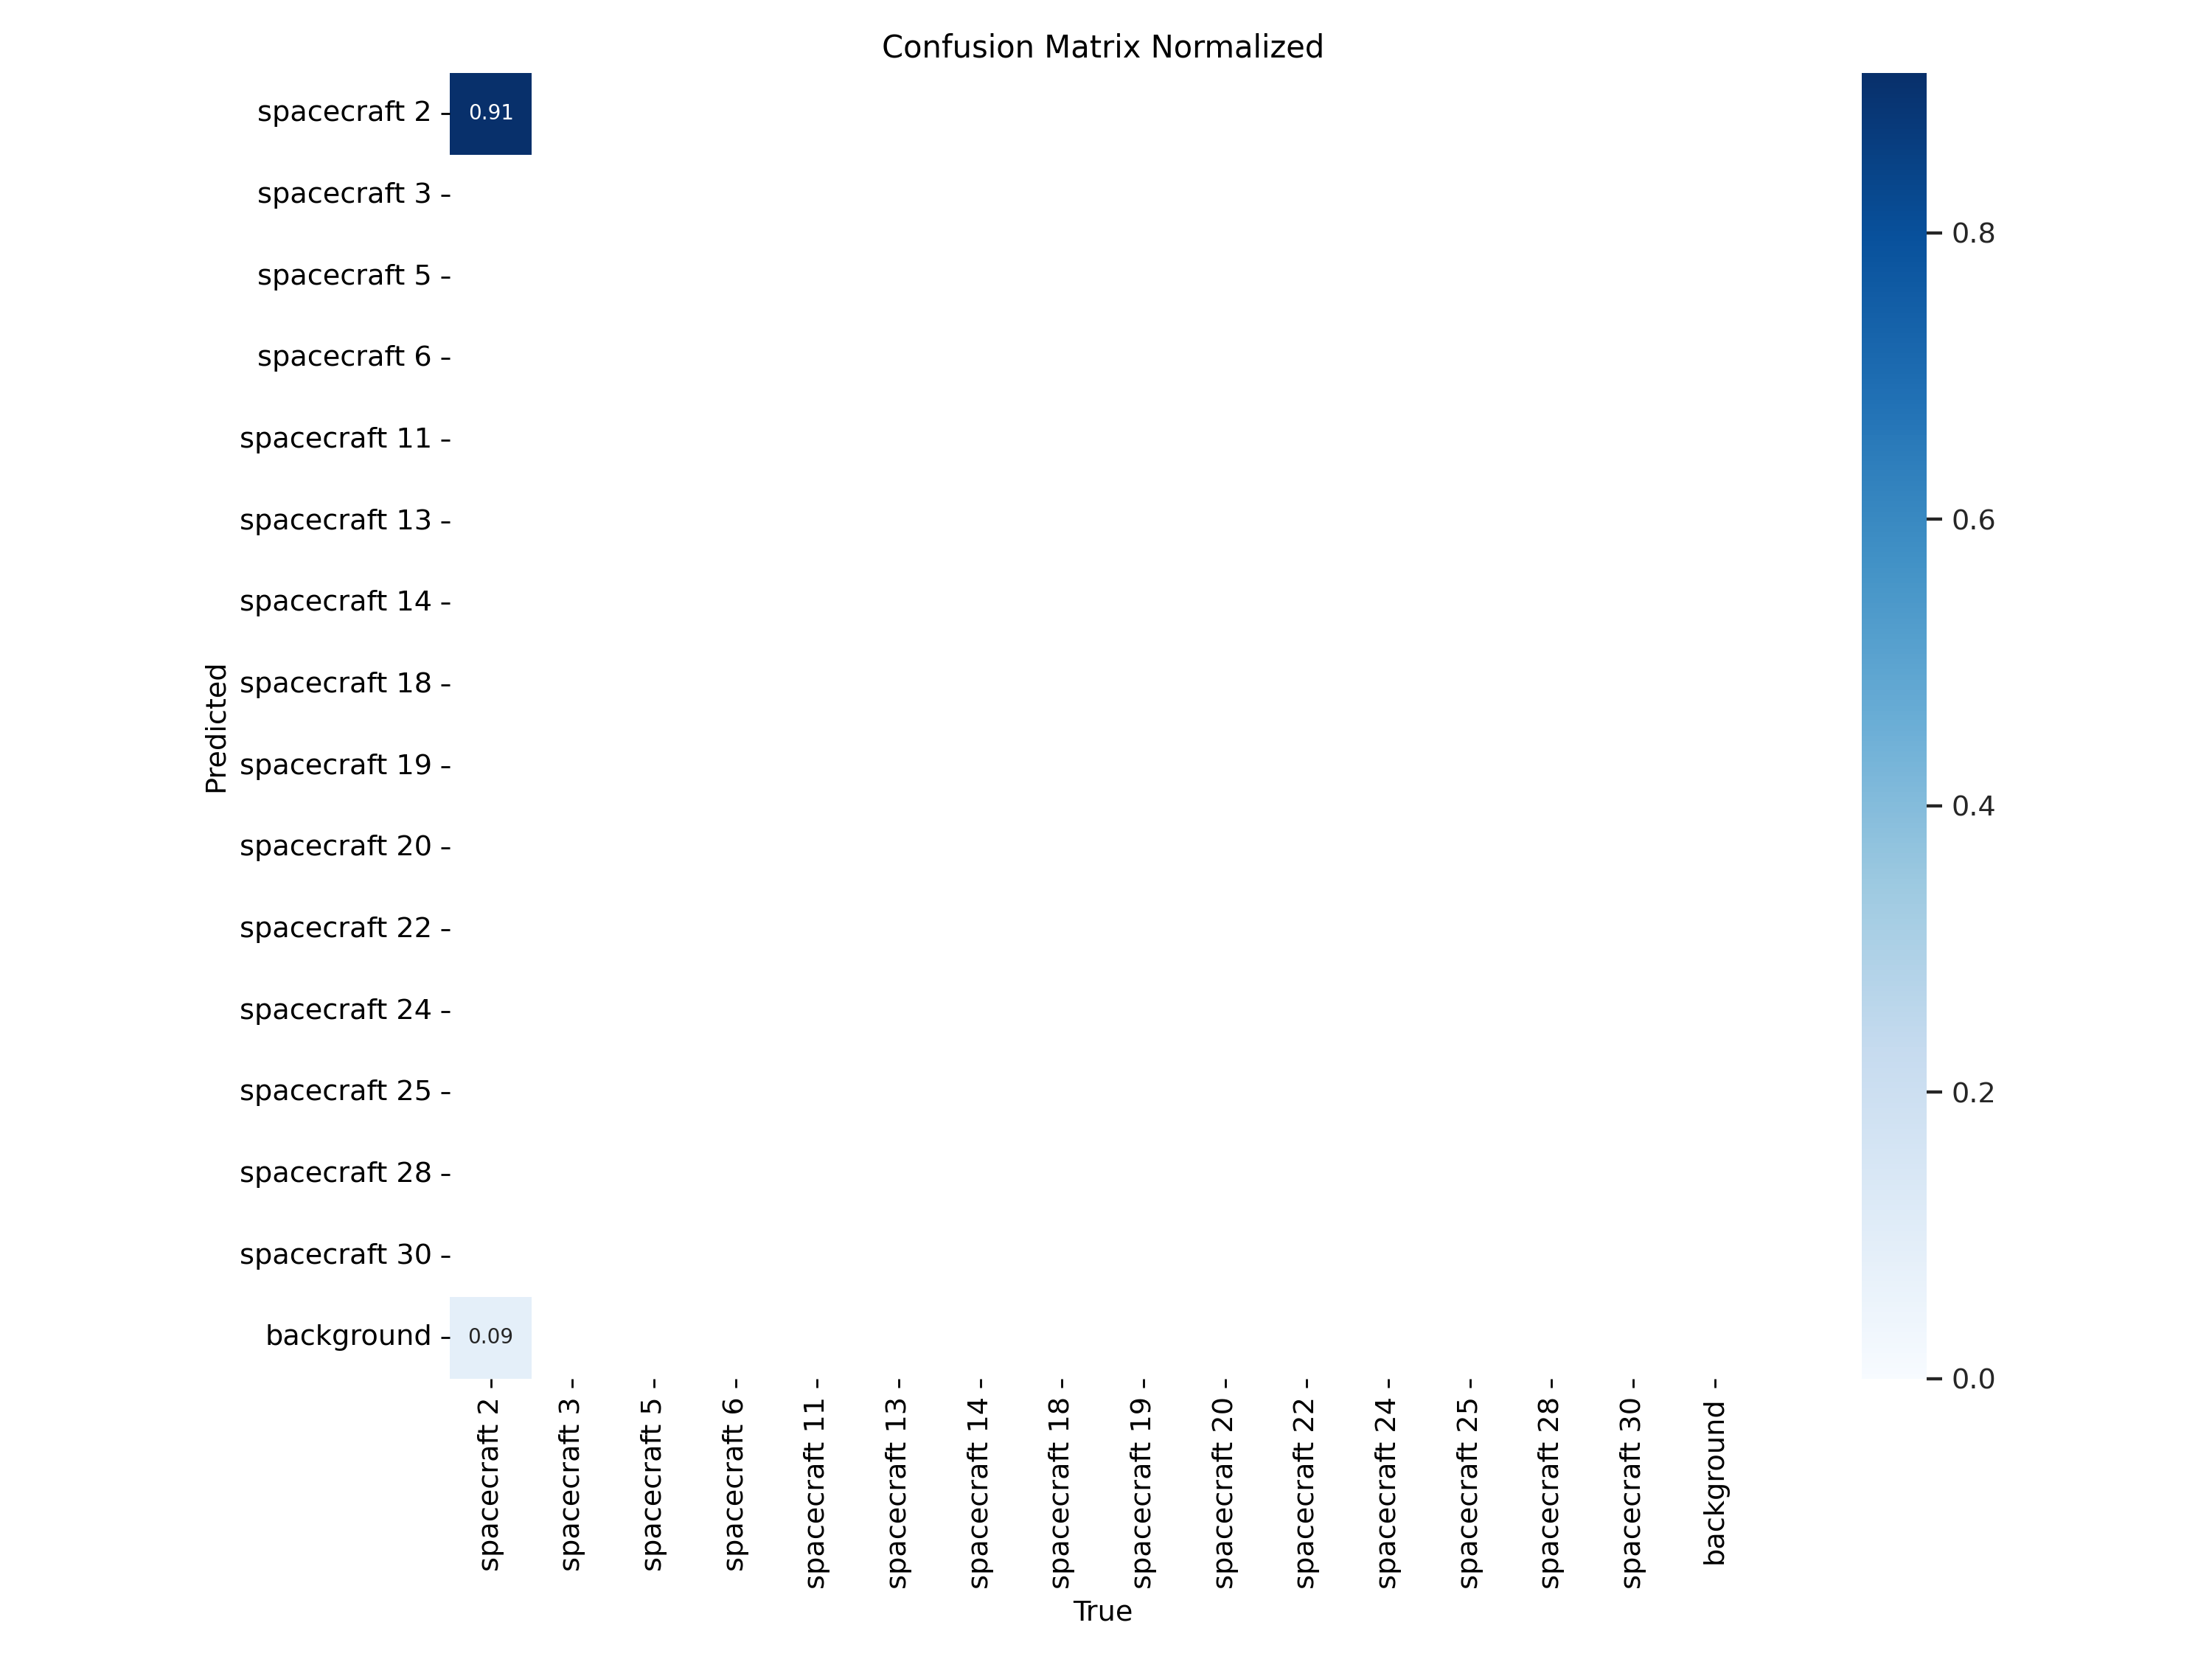 Confusion Matrix Normalized
spacecraft 2
0.91
spacecraft 3
spacecraft 5
spacecraft 6
spacecraft 11
spacecraft 13
spacecraft 14
spacecraft 18
spacecraft 19
spacecraft 20
spacecraft 22
spacecraft 24
spacecraft 25
spacecraft 28
spacecraft 30
background
0.09
Predicted
0.8
0.6
0.4
0.2
0.0
spacecraft 2
spacecraft 3
spacecraft 5
spacecraft 6
spacecraft 11
spacecraft 13
spacecraft 14
spacecraft 18
spacecraft 19
spacecraft 20
spacecraft 22
spacecraft 24
spacecraft 25
spacecraft 28
spacecraft 30
background
True